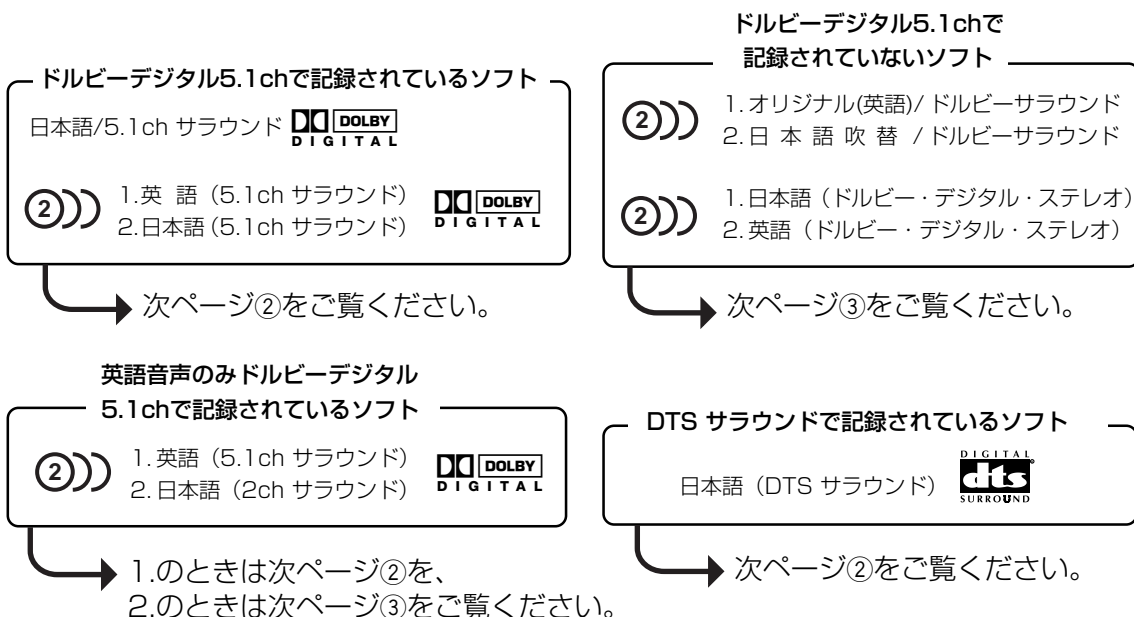 ドルビーデジタル5.1chで記録されているソフト
日本語/5.1ch サラウンド DOLBY
DIGITAL
2 1.英 語（5.1ch サラウンド）
2.日本語（5.1ch サラウンド）
DOLBY
DIGITAL
次ページ②をご覧ください。
ドルビーデジタル5.1chで
記録されていないソフト
2 1.オリジナル(英語)/ドルビーサラウンド
2.日 本 語 吹 替 /ドルビーサラウンド
2 1.日本語（ドルビー・デジタル・ステレオ）
2.英語（ドルビー・デジタル・ステレオ）
次ページ③をご覧ください。
英語音声のみドルビーデジタル
5.1chで記録されているソフト
2 1.英語（5.1ch サラウンド）
2.日本語（2ch サラウンド）
DOLBY
DIGITAL
1.のときは次ページ②を、
2.のときは次ページ③をご覧ください。
DTS サラウンドで記録されているソフト
日本語（DTS サラウンド）
DIGITAL
dts
SURROUND
次ページ②をご覧ください。